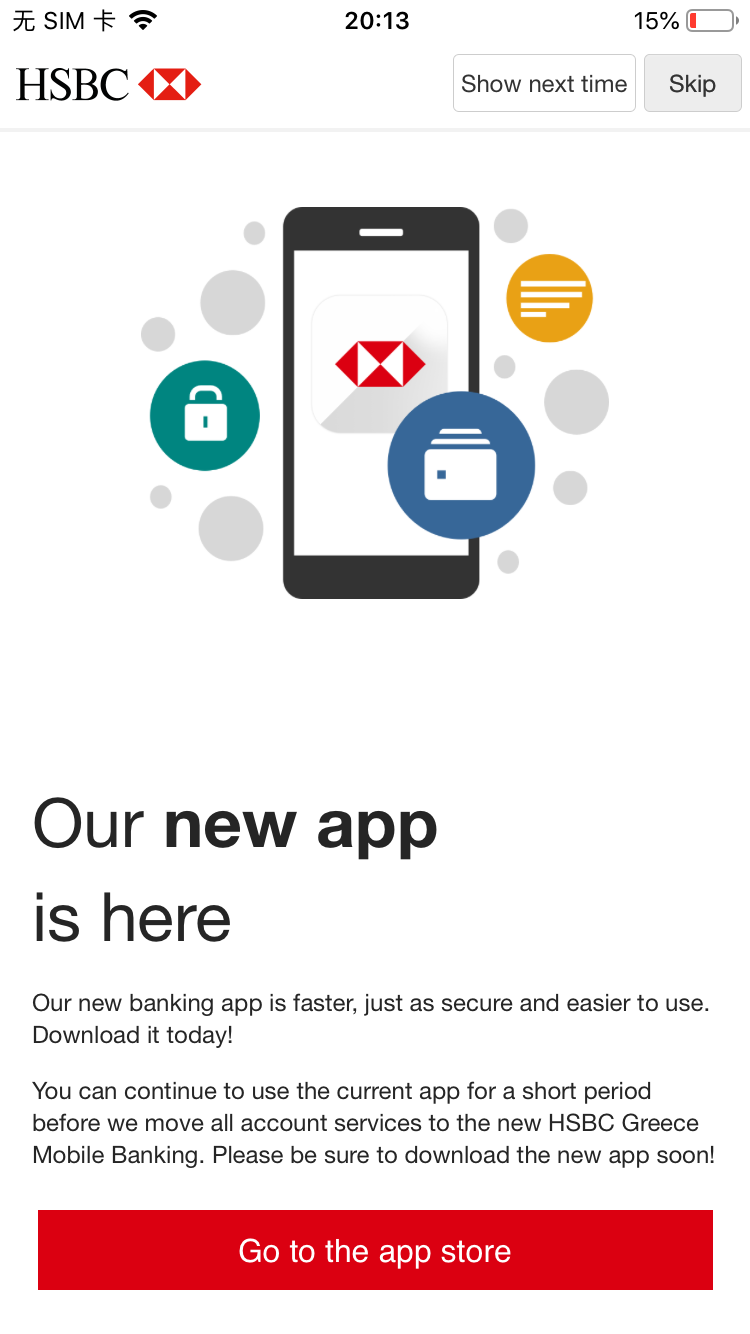 无 SIM 卡 20:13 15%
HSBC Show next time Skip
Our new app
is here
Our new banking app is faster, just as secure and easier to use.
Download it today!
You can continue to use the current app for a short period
before we move all account services to the new HSBC Greece
Mobile Banking. Please be sure to download the new app soon!
Go to the app store